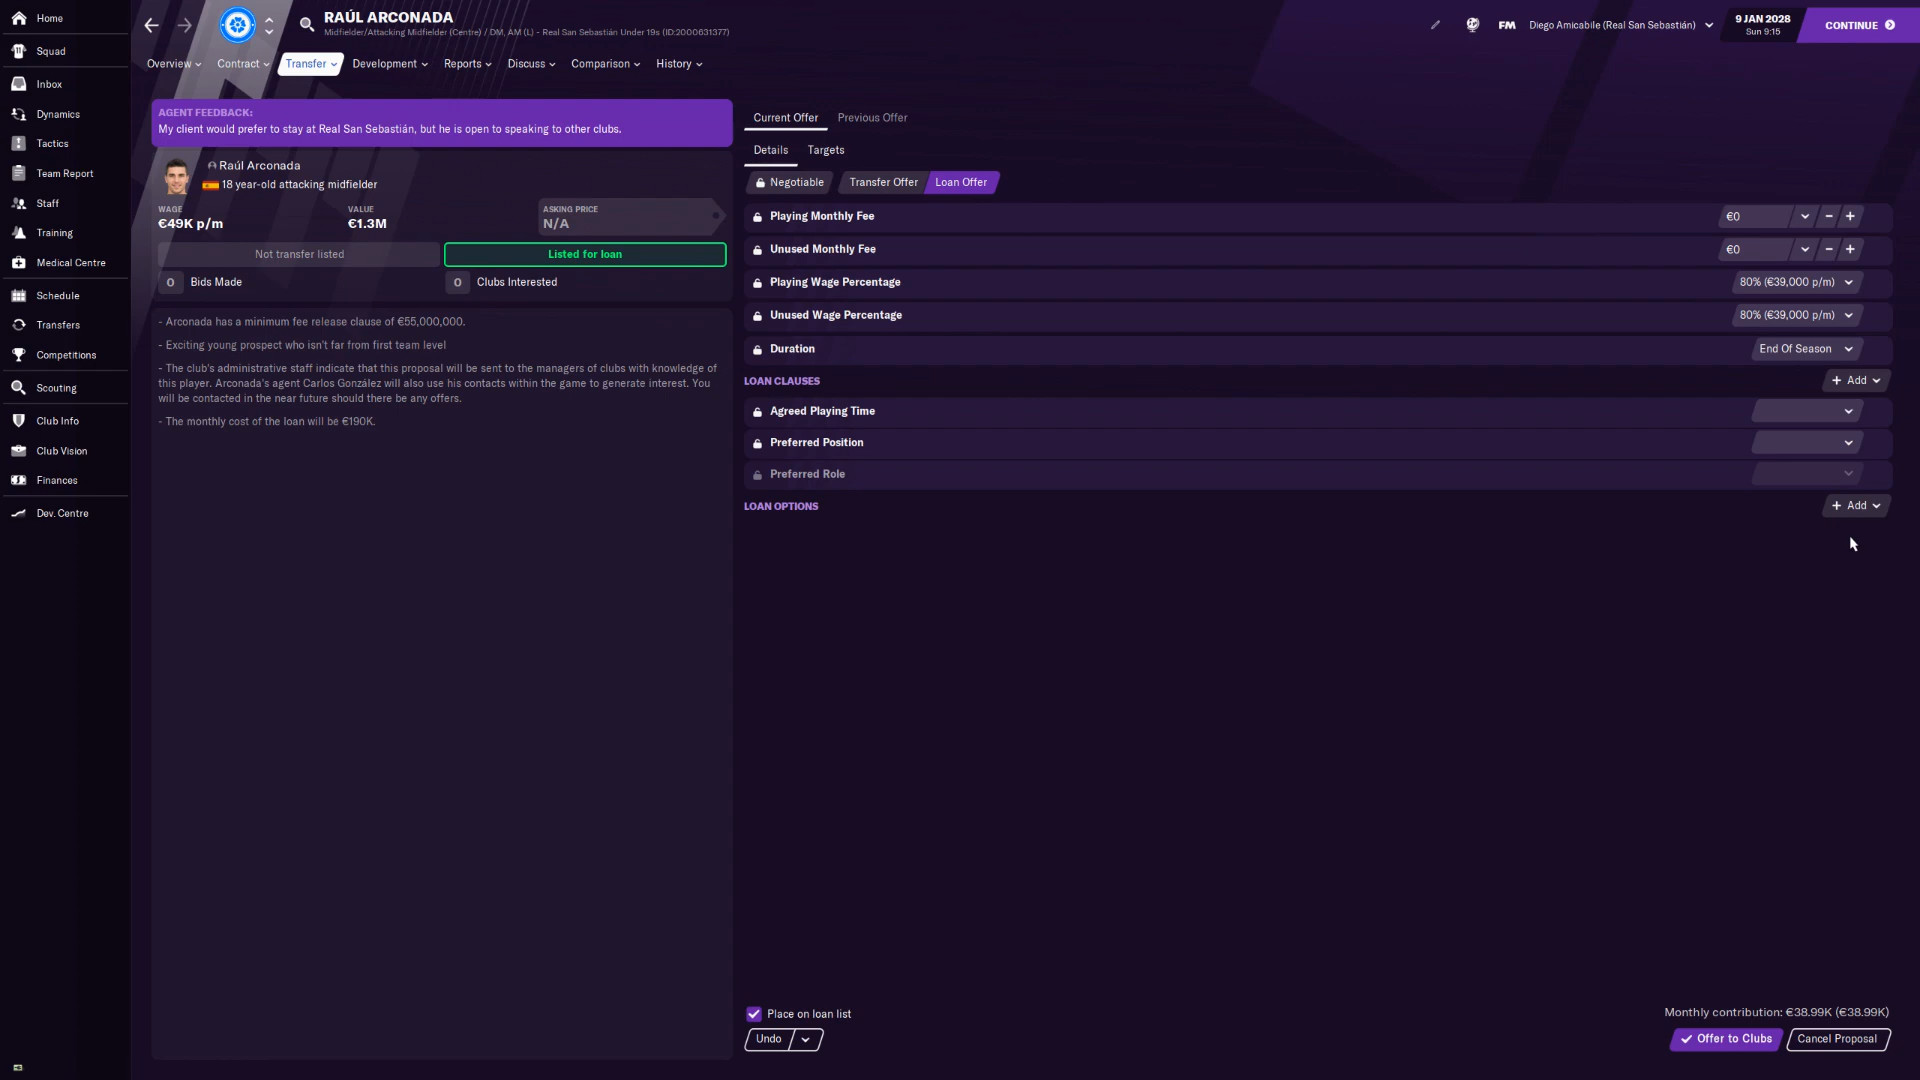 Home
Squad
Inbox
Dynamics
Tactics
Team Report
Staff
Training
Medical Centre
Schedule
Transfers
Competitions
Scouting
Club Info
Club Vision
Finances
Dev. Centre
RAÚL ARCONADA
Midfielder/Attacking Midfielder (Centre) / DM, AM (L) - Real San Sebastián Under 19s (ID:2000631377)
FM
Diego Amicabile (Real San Sebastián)
9 JAN 2028
Sun 9:15
CONTINUE
Overview
Contract
Transfer
Development
Reports
Discuss
Comparison
History
AGENT FEEDBACK:
My client would prefer to stay at Real San Sebastián, but he is open to speaking to other clubs.
Raúl Arconada
18 year-old attacking midfielder
WAGE
€49K p/m
VALUE
€1.3M
ASKING PRICE
N/A
Not transfer listed
Listed for loan
0 Bids Made
0 Clubs Interested
- Arconada has a minimum fee release clause of €55,000,000.
- Exciting young prospect who isn't far from first team level
- The club's administrative staff indicate that this proposal will be sent to the managers of clubs with knowledge of
this player. Arconada's agent Carlos González will also use his contacts within the game to generate interest. You
will be contacted in the near future should there be any offers.
- The monthly cost of the loan will be €190K.
Current Offer
Previous Offer
Details
Targets
Negotiable
Transfer Offer
Loan Offer
Playing Monthly Fee
€0
Unused Monthly Fee
€0
Playing Wage Percentage
80% (€39,000 p/m)
Unused Wage Percentage
80% (€39,000 p/m)
Duration
End Of Season
LOAN CLAUSES
+ Add
Agreed Playing Time
Preferred Position
Preferred Role
LOAN OPTIONS
+ Add
Place on loan list
Undo
Monthly contribution: €38.99K (€38.99K)
Offer to Clubs
Cancel Proposal